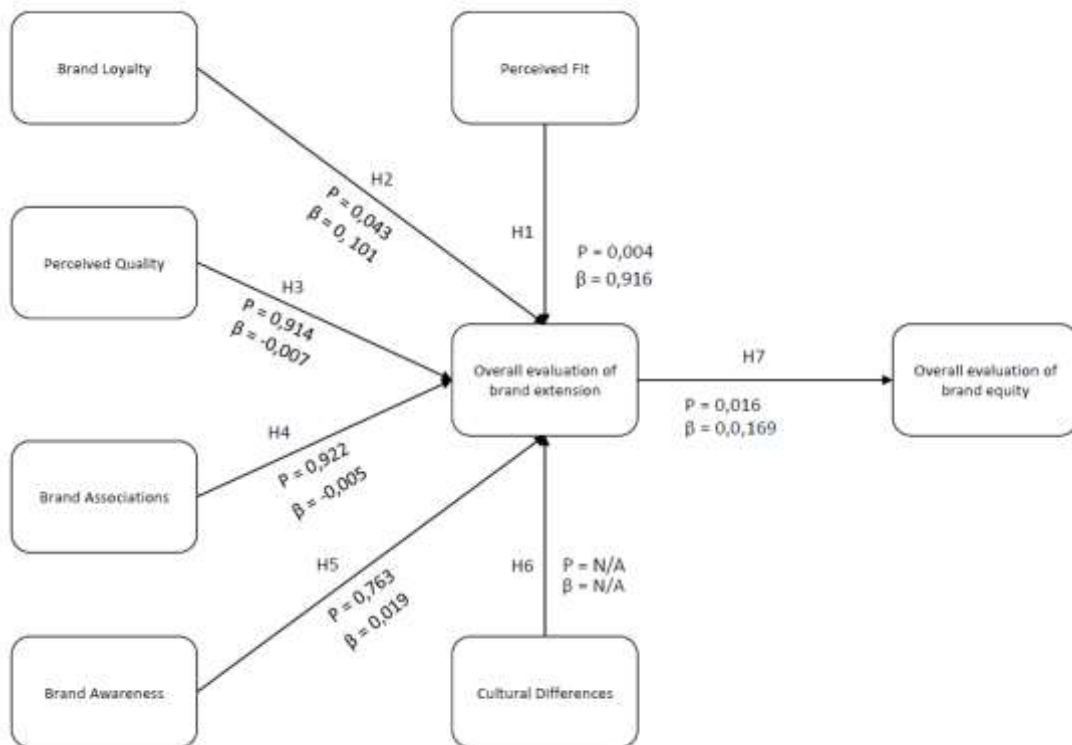 Brand Loyalty
Perceived Fit
H2
P = 0,043
β = 0, 101
H1
P = 0,004
β = 0,916
Perceived Quality
H3
P = 0,914
β = -0,007
Overall evaluation of
brand extension
H7
P = 0,016
β = 0,0,169
Overall evaluation of
brand equity
H4
P = 0,922
β = -0,005
Brand Associations
H5
P = 0,763
β = 0,019
H6
P = N/A
β = N/A
Brand Awareness
Cultural Differences